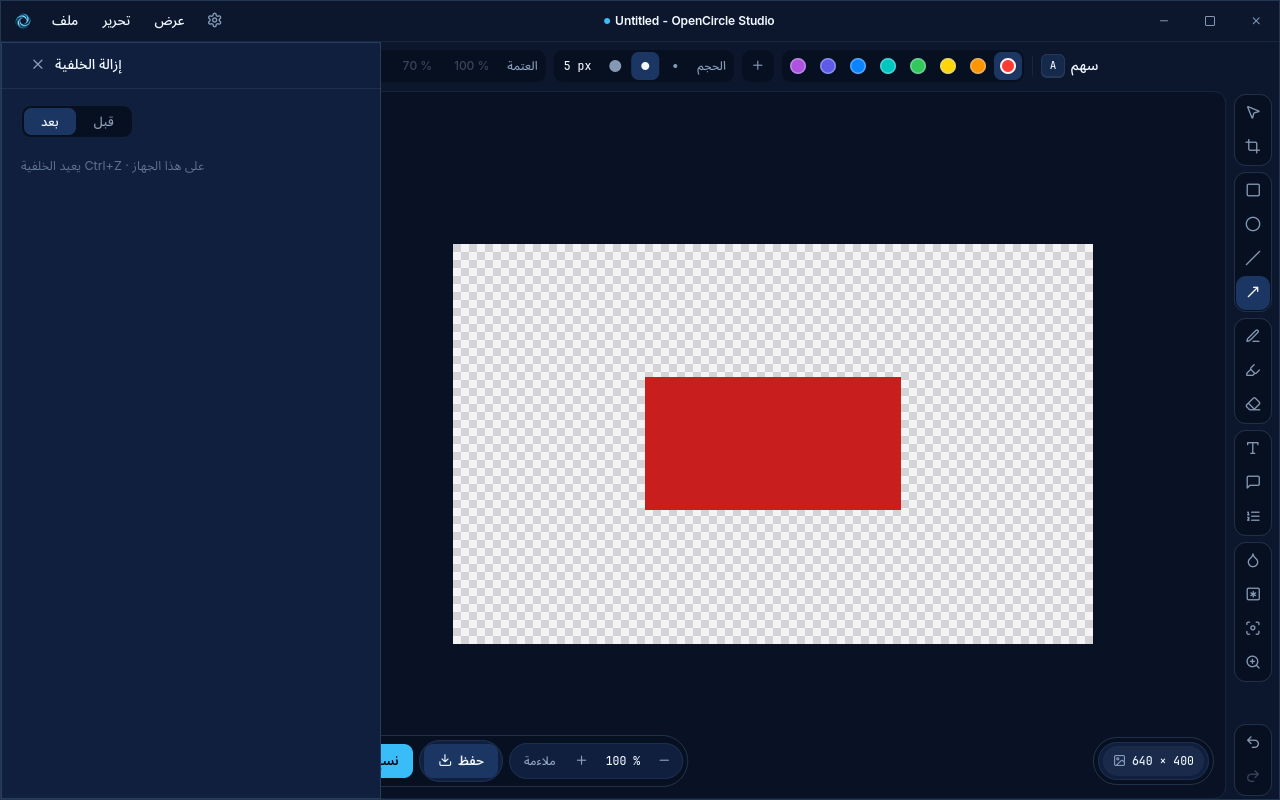 ملف
تحرير
عرض
Untitled - OpenCircle Studio
إزالة الخلفية
سهم
A
الحجم
5 px
العتمة
100 %
70 %
قبل
بعد
على هذا الجهاز · Ctrl+Z يعيد الخلفية
حفظ
ملاءمة
100 %
640 × 400